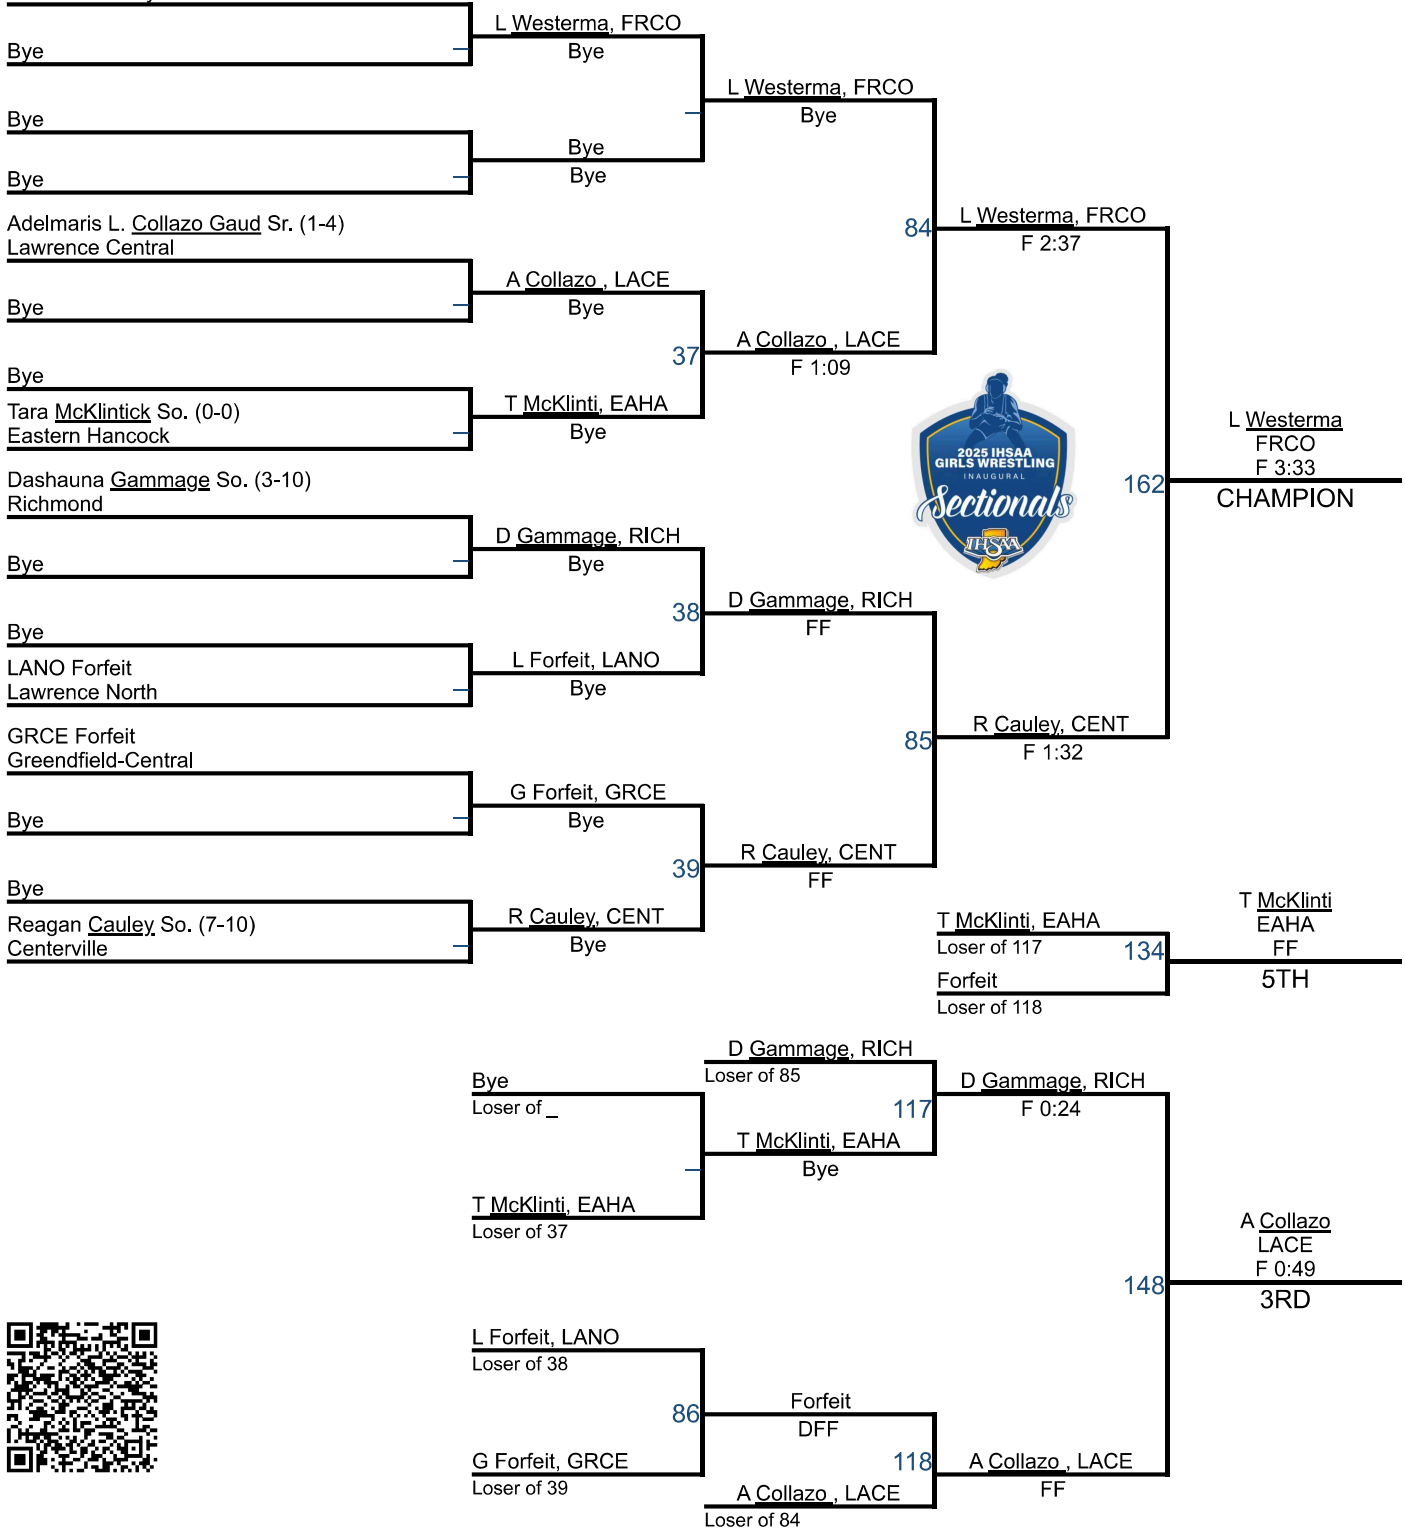 Bye
Bye
Bye
Adelmaris L. Collazo Gaud Sr. (1-4)
Lawrence Central
Bye
Bye
Tara McKlintick So. (0-0)
Eastern Hancock
Dashauna Gammage So. (3-10)
Richmond
Bye
Bye
LANO Forfeit
Lawrence North
GRCE Forfeit
Greendfield-Central
Bye
Bye
Reagan Cauley So. (7-10)
Centerville
L Westerma, FRCO
Bye
Bye
Bye
A Collazo , LACE
Bye
T McKlinti, EAHA
Bye
D Gammage, RICH
Bye
L Forfeit, LANO
Bye
G Forfeit, GRCE
Bye
R Cauley, CENT
Bye
37
38
39
L Westerma, FRCO
Bye
A Collazo , LACE
F 1:09
D Gammage, RICH
FF
R Cauley, CENT
FF
84
85
L Westerma, FRCO
F 2:37
R Cauley, CENT
F 1:32
2025 IHSAA
GIRLS WRESTLING
INAUGURAL
Sectionals
IHSAA
162
L Westerma
FRCO
F 3:33
CHAMPION
T McKlinti, EAHA
Loser of 117
134
Forfeit
Loser of 118
T McKlinti
EAHA
FF
5TH
Bye
Loser of _
T McKlinti, EAHA
Loser of 37
D Gammage, RICH
Loser of 85
117
T McKlinti, EAHA
Bye
D Gammage, RICH
F 0:24
L Forfeit, LANO
Loser of 38
86
G Forfeit, GRCE
Loser of 39
Forfeit
DFF
118
A Collazo , LACE
Loser of 84
A Collazo , LACE
FF
148
A Collazo
LACE
F 0:49
3RD